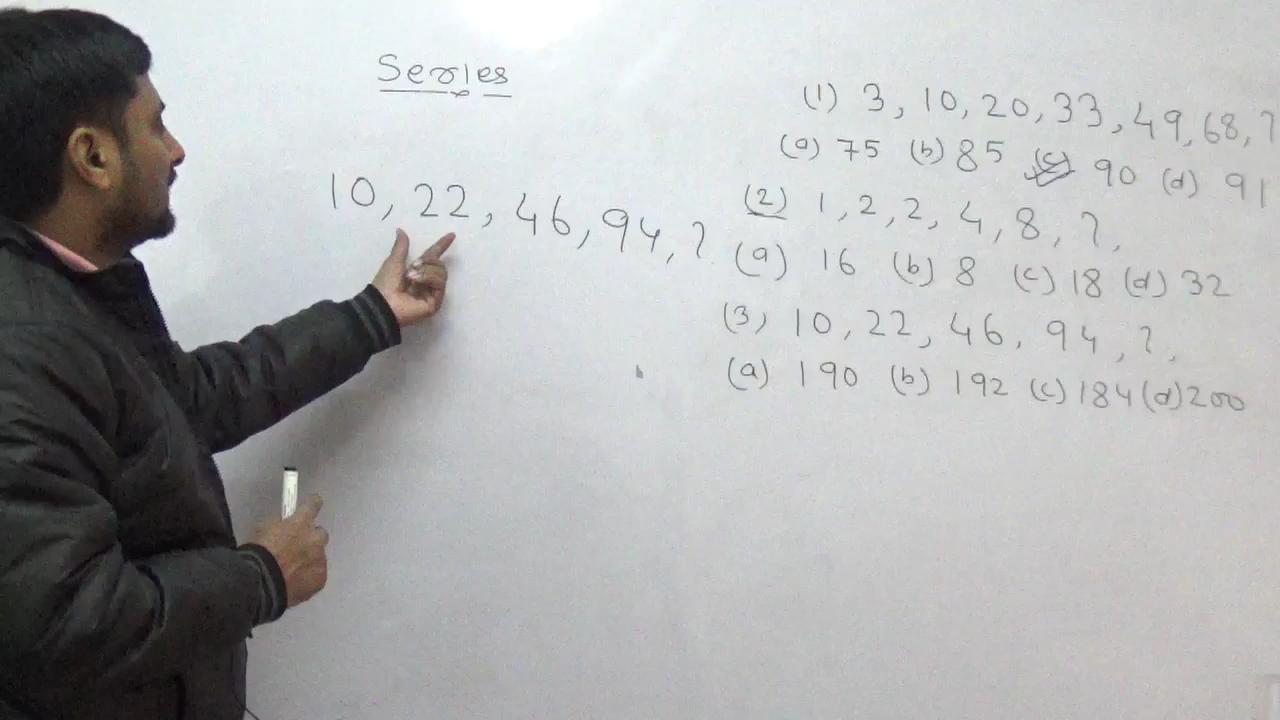 Series
10, 22, 46, 94, ?
(1) 3, 10, 20, 33, 49, 68, ?
(a) 75 (b) 85 (c) 90 (d) 91
(2) 1, 2, 2, 4, 8, ?,
(a) 16 (b) 8 (c) 18 (d) 32
(3) 10, 22, 46, 94, ?,
(a) 190 (b) 192 (c) 184 (d) 200